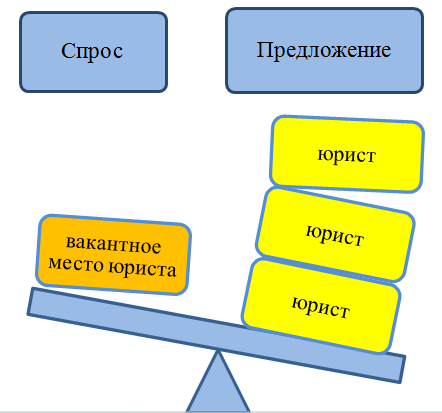 Спрос
Предложение
юрист
юрист
вакантное
место юриста
юрист